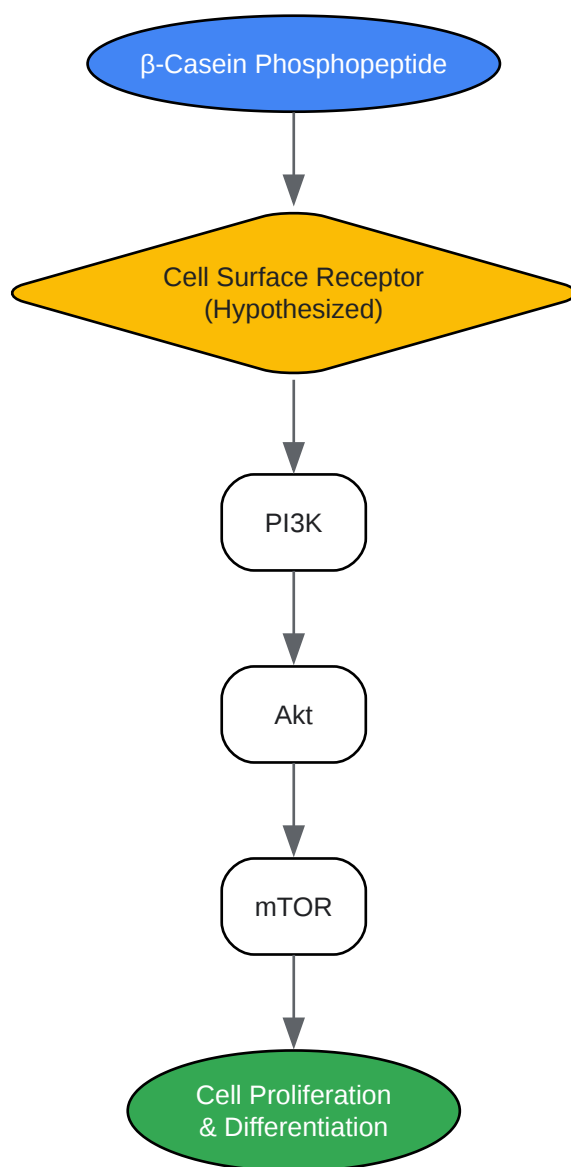 β-Casein Phosphopeptide
Cell Surface Receptor
(Hypothesized)
PI3K
Akt
mTOR
Cell Proliferation
& Differentiation